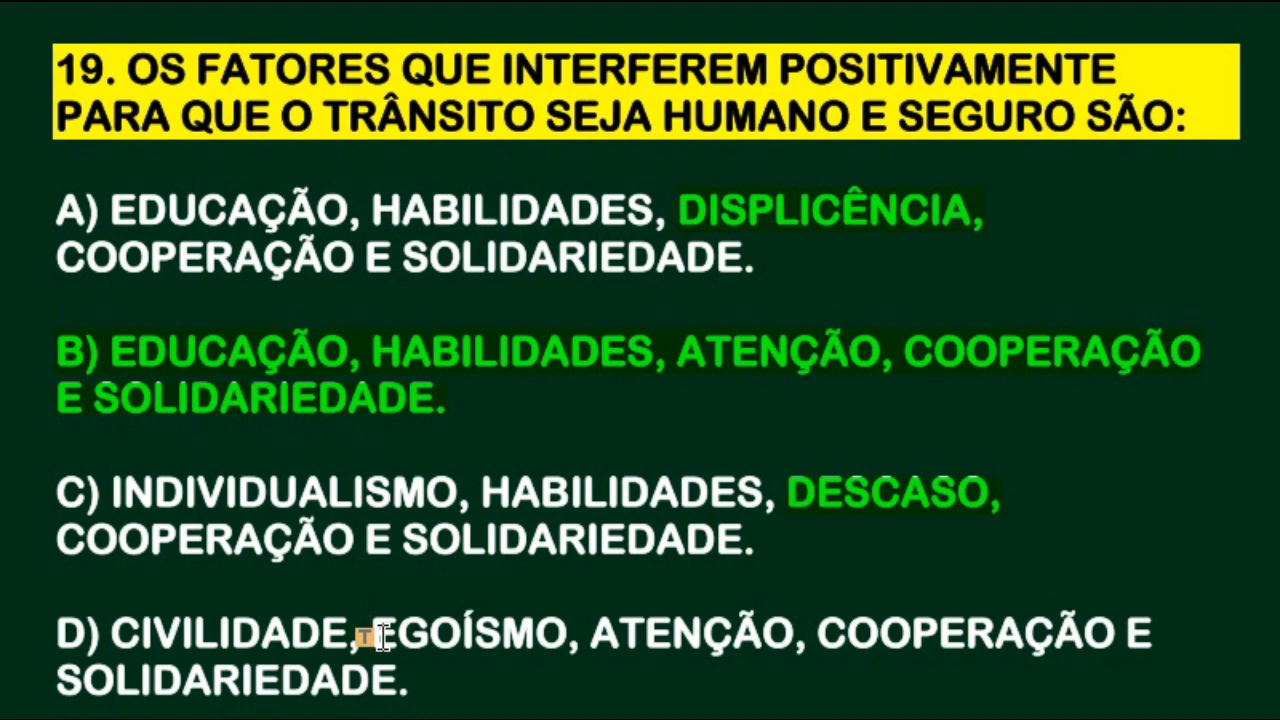 19. OS FATORES QUE INTERFEREM POSITIVAMENTE
PARA QUE O TRÂNSITO SEJA HUMANO E SEGURO SÃO:
A) EDUCAÇÃO, HABILIDADES, DISPLICÊNCIA,
COOPERAÇÃO E SOLIDARIEDADE.
B) EDUCAÇÃO, HABILIDADES, ATENÇÃO, COOPERAÇÃO
E SOLIDARIEDADE.
C) INDIVIDUALISMO, HABILIDADES, DESCASO,
COOPERAÇÃO E SOLIDARIEDADE.
D) CIVILIDADE, EGOÍSMO, ATENÇÃO, COOPERAÇÃO E
SOLIDARIEDADE.